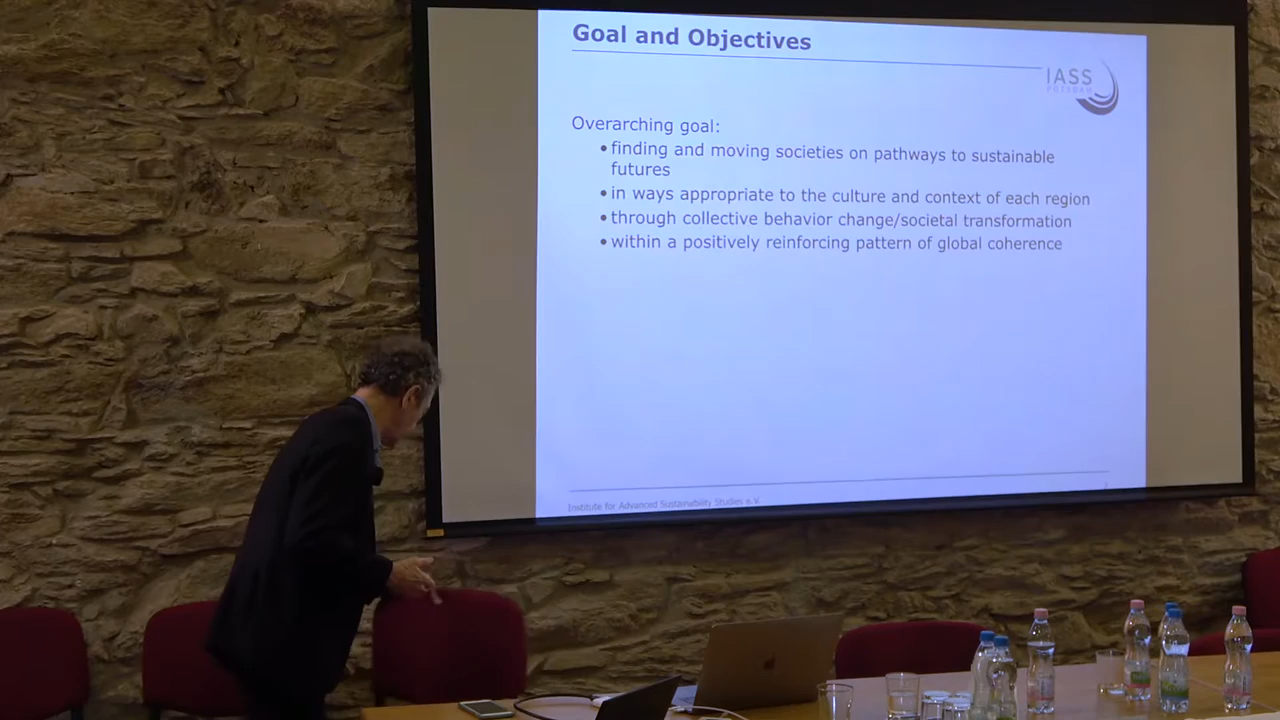 Goal and Objectives
IASS
POTSDAM
Overarching goal:
• finding and moving societies on pathways to sustainable
futures
• in ways appropriate to the culture and context of each region
• through collective behavior change/societal transformation
• within a positively reinforcing pattern of global coherence
Institute for Advanced Sustainability Studies e.V.